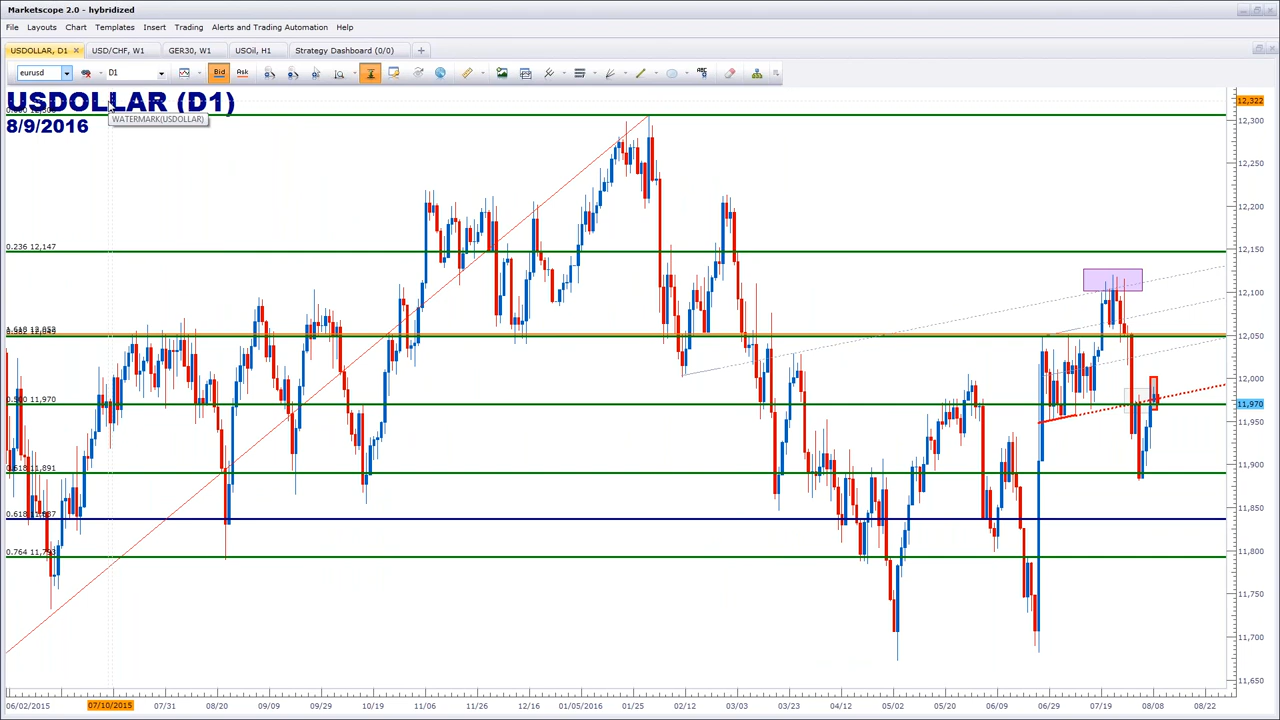 Marketscope 2.0 - hybridized
File Layouts Chart Templates Insert Trading Alerts and Trading Automation Help
USDOLLAR, D1 USD/CHF, W1 GER30, W1 USOil, H1 Strategy Dashboard (0/0)
eurusd D1 Bid Ask ABC
USDOLLAR (D1)
8/9/2016
WATERMARK(USDOLLAR)
12,322
12,300
12,250
12,200
0.236 12,147
12,150
12,100
12,050
12,000
0.500 11,970
11,970
11,950
0.618 11,891
11,900
11,850
11,800
11,750
11,700
11,650
06/02/2015 07/10/2015 07/31 08/20 09/09 09/29 10/19 11/06 11/26 12/16 01/05/2016 01/25 02/12 03/03 03/23 04/12 05/02 05/20 06/09 06/29 07/19 08/08 08/22